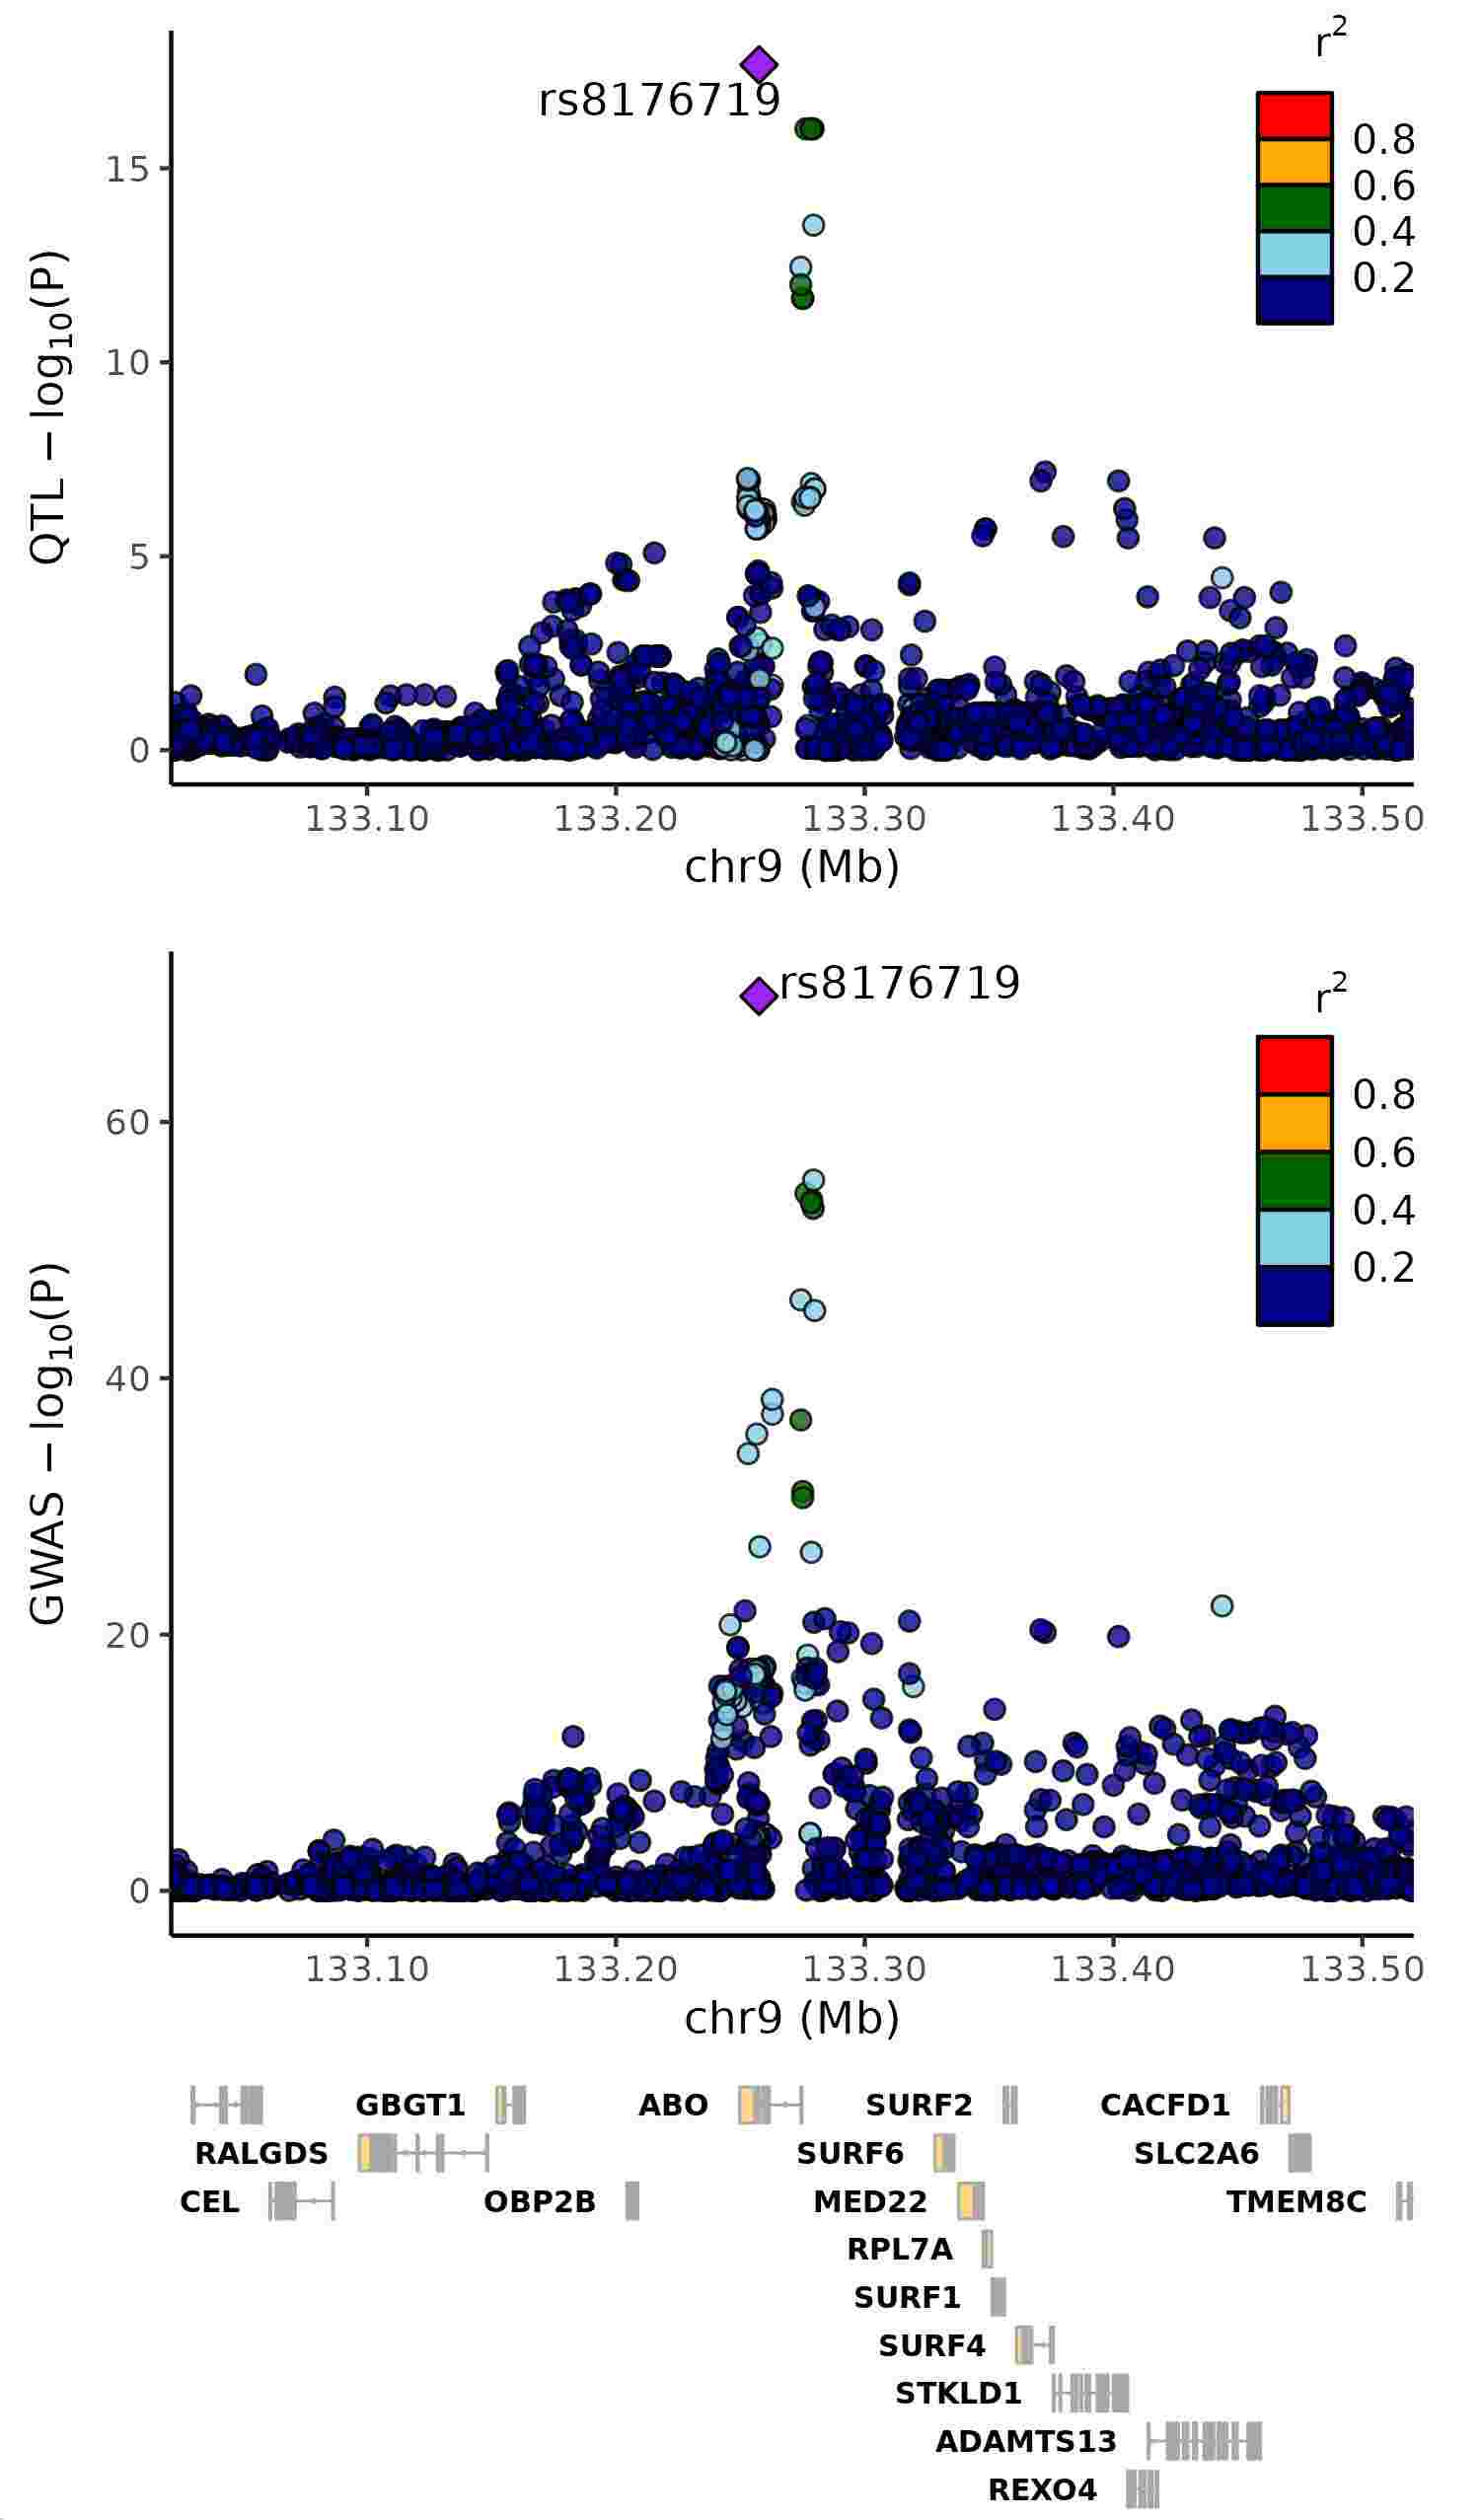 r2
rs8176719
0.8
0.6
0.4
0.2
15
10
5
0
QTL −log10(P)
133.10 133.20 133.30 133.40 133.50
chr9 (Mb)
rs8176719
r2
0.8
0.6
0.4
0.2
60
40
20
0
GWAS −log10(P)
133.10 133.20 133.30 133.40 133.50
chr9 (Mb)
GBGT1 ABO SURF2 CACFD1
RALGDS SURF6 SLC2A6
CEL OBP2B MED22 TMEM8C
RPL7A
SURF1
SURF4
STKLD1
ADAMTS13
REXO4